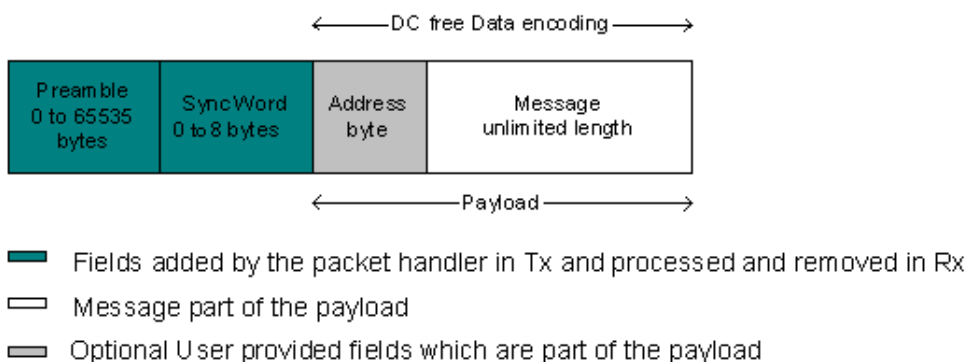 DC free Data encoding
Preamble
0 to 65535
bytes
Sync Word
0 to 8 bytes
Address
byte
Message
unlimited length
Payload
Fields added by the packet handler in Tx and processed and removed in Rx
Message part of the payload
Optional User provided fields which are part of the payload